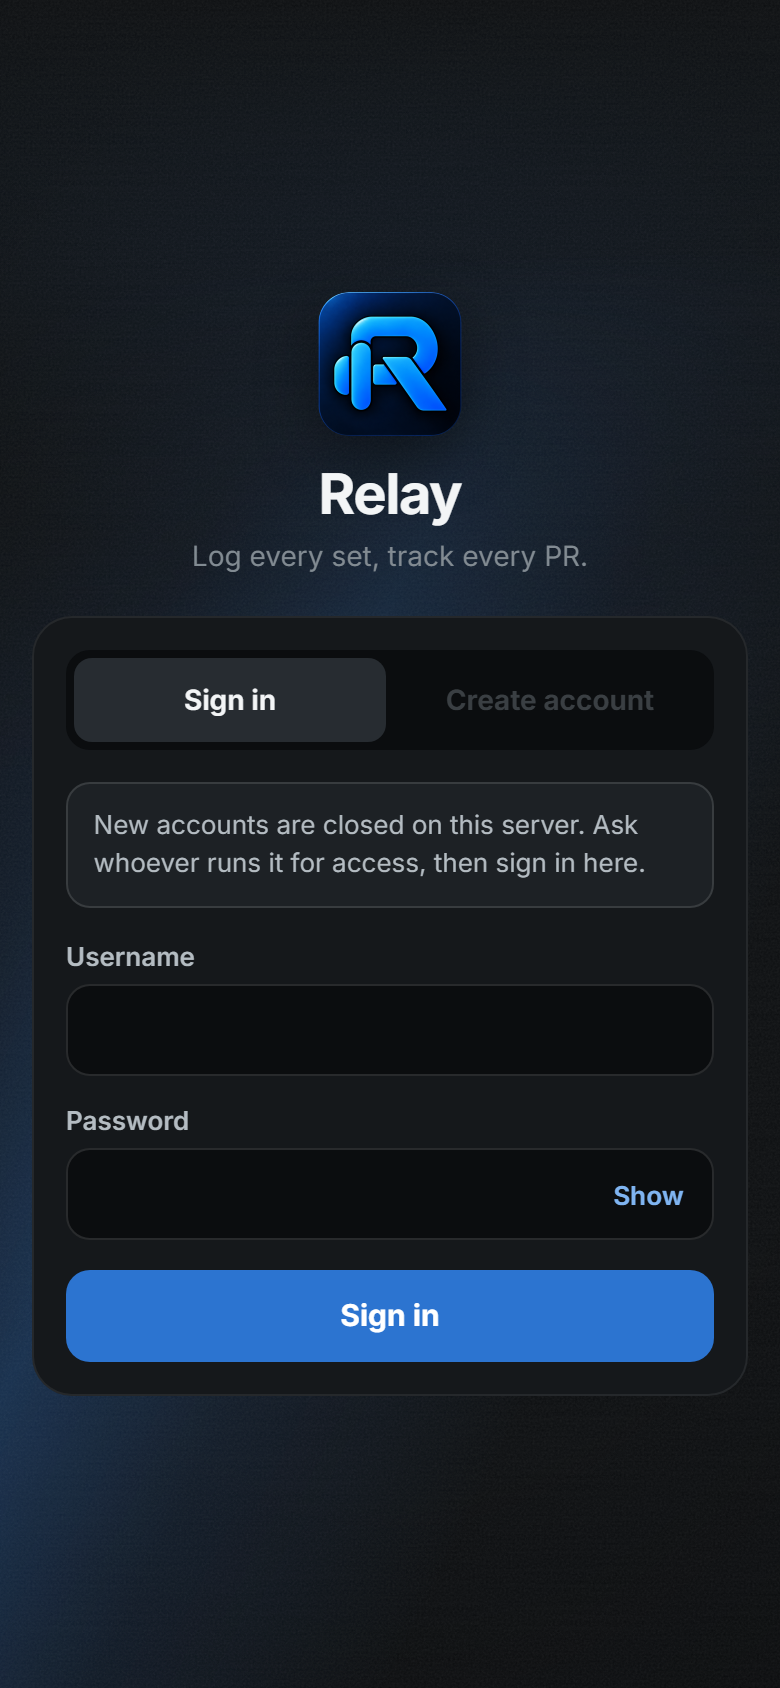 Relay
Log every set, track every PR.
Sign in
Create account
New accounts are closed on this server. Ask
whoever runs it for access, then sign in here.
Username
Password
Show
Sign in